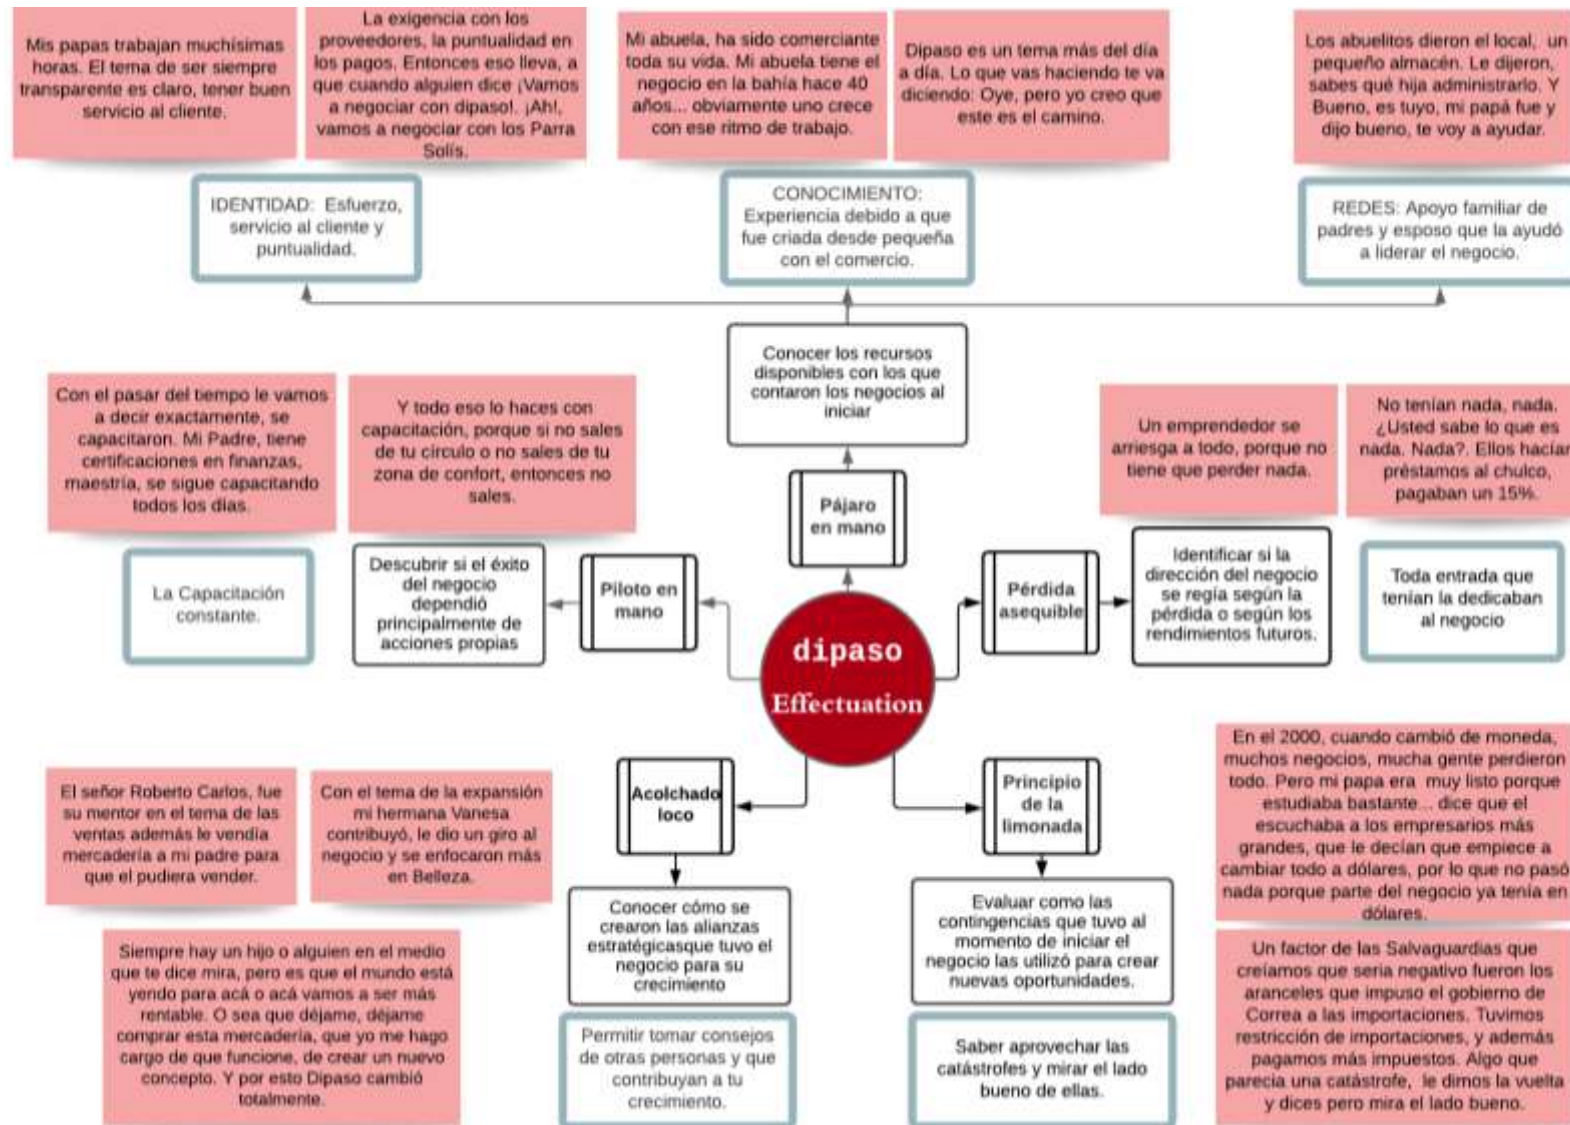 Mis papas trabajan muchísimas
horas. El tema de ser siempre
transparente es claro, tener buen
servicio al cliente.
La exigencia con los
proveedores, la puntualidad en
los pagos. Entonces eso lleva, a
que cuando alguien dice ¡Vamos
a negociar con dipaso!. ¡Ah!,
vamos a negociar con los Parra
Solís.
Mi abuela, ha sido comerciante
toda su vida. Mi abuela tiene el
negocio en la bahía hace 40
años... obviamente uno crece
con ese ritmo de trabajo.
Dipaso es un tema más del día
a día. Lo que vas haciendo te va
diciendo: Oye, pero yo creo que
este es el camino.
Los abuelitos dieron el local, un
pequeño almacén. Le dijeron,
sabes qué hija administrarlo. Y
Bueno, es tuyo, mi papá fue y
dijo bueno, te voy a ayudar.
IDENTIDAD: Esfuerzo,
servicio al cliente y
puntualidad.
CONOCIMIENTO:
Experiencia debido a que
fue criada desde pequeña
con el comercio.
REDES: Apoyo familiar de
padres y esposo que la ayudó
a liderar el negocio.
Conocer los recursos
disponibles con los que
contaron los negocios al
iniciar
Con el pasar del tiempo le vamos
a decir exactamente, se
capacitaron. Mi Padre, tiene
certificaciones en finanzas,
maestría, se sigue capacitando
todos los días.
Y todo eso lo haces con
capacitación, porque si no sales
de tu círculo o no sales de tu
zona de confort, entonces no
sales.
Un emprendedor se
arriesga a todo, porque no
tiene que perder nada.
No tenían nada, nada.
¿Usted sabe lo que es
nada. Nada?. Ellos hacían
préstamos al chulco,
pagaban un 15%.
Pájaro
en mano
La Capacitación
constante.
Descubrir si el éxito
del negocio
dependió
principalmente de
acciones propias
Piloto en
mano
Pérdida
asequible
Identificar si la
dirección del negocio
se regía según la
pérdida o según los
rendimientos futuros.
Toda entrada que
tenían la dedicaban
al negocio
dipaso
Effectuation
El señor Roberto Carlos, fue
su mentor en el tema de las
ventas además le vendía
mercadería a mi padre para
que el pudiera vender.
Con el tema de la expansión
mi hermana Vanesa
contribuyó, le dio un giro al
negocio y se enfocaron más
en Belleza.
Acolchado
loco
Principio
de la
limonada
En el 2000, cuando cambió de moneda,
muchos negocios, mucha gente perdieron
todo. Pero mi papa era muy listo porque
estudiaba bastante... dice que el
escuchaba a los empresarios más
grandes, que le decían que empiece a
cambiar todo a dólares, por lo que no pasó
nada porque parte del negocio ya tenía en
dólares.
Siempre hay un hijo o alguien en el medio
que te dice mira, pero es que el mundo está
yendo para acá o acá vamos a ser más
rentable. O sea que déjame, déjame
comprar esta mercadería, que yo me hago
cargo de que funcione, de crear un nuevo
concepto. Y por esto Dipaso cambió
totalmente.
Conocer cómo se
crearon las alianzas
estratégicasque tuvo el
negocio para su
crecimiento
Evaluar como las
contingencias que tuvo al
momento de iniciar el
negocio las utilizó para crear
nuevas oportunidades.
Un factor de las Salvaguardias que
creíamos que seria negativo fueron los
aranceles que impuso el gobierno de
Correa a las importaciones. Tuvimos
restricción de importaciones, y además
pagamos más impuestos. Algo que
parecía una catástrofe, le dimos la vuelta
y dices pero mira el lado bueno.
Permitir tomar consejos
de otras personas y que
contribuyan a tu
crecimiento.
Saber aprovechar las
catástrofes y mirar el lado
bueno de ellas.